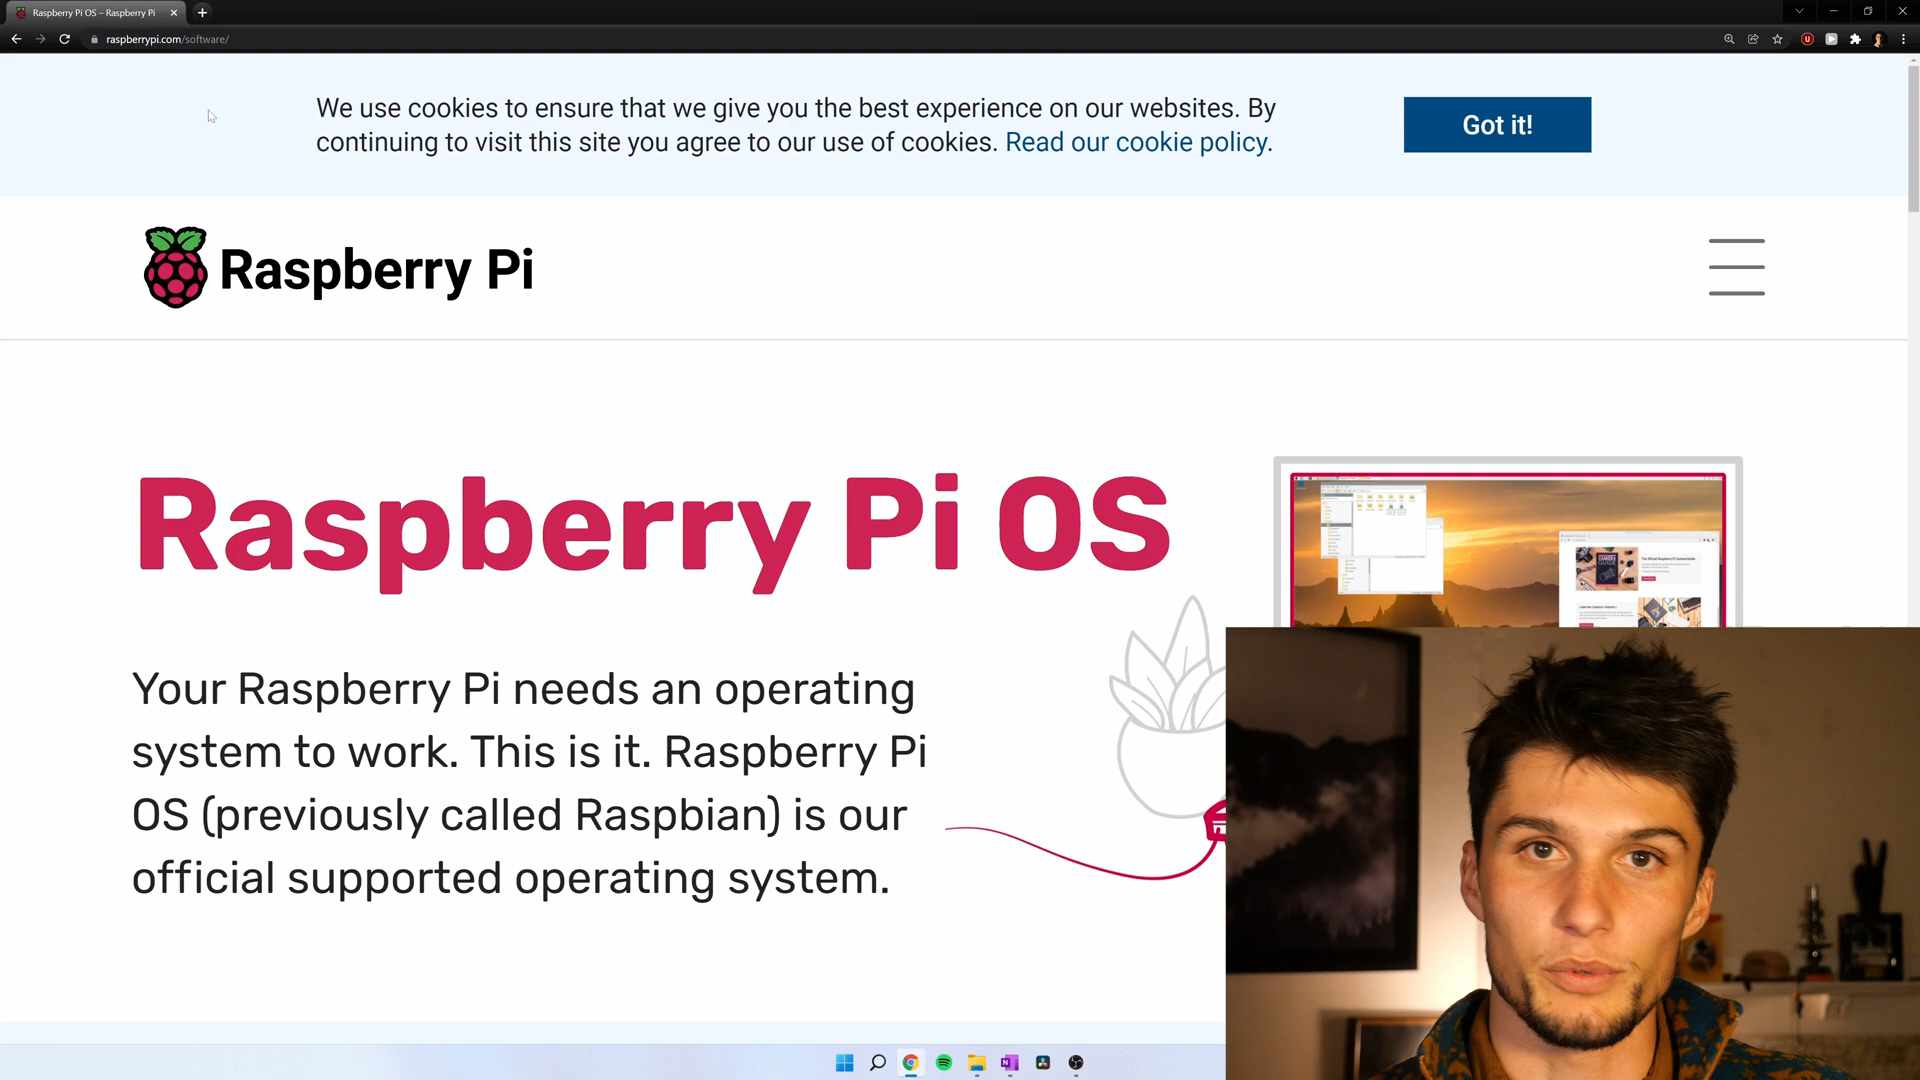 Raspberry Pi OS – Raspberry Pi
raspberrypi.com/software/
We use cookies to ensure that we give you the best experience on our websites. By
continuing to visit this site you agree to our use of cookies. Read our cookie policy.
Got it!
Raspberry Pi
Raspberry Pi OS
Your Raspberry Pi needs an operating
system to work. This is it. Raspberry Pi
OS (previously called Raspbian) is our
official supported operating system.